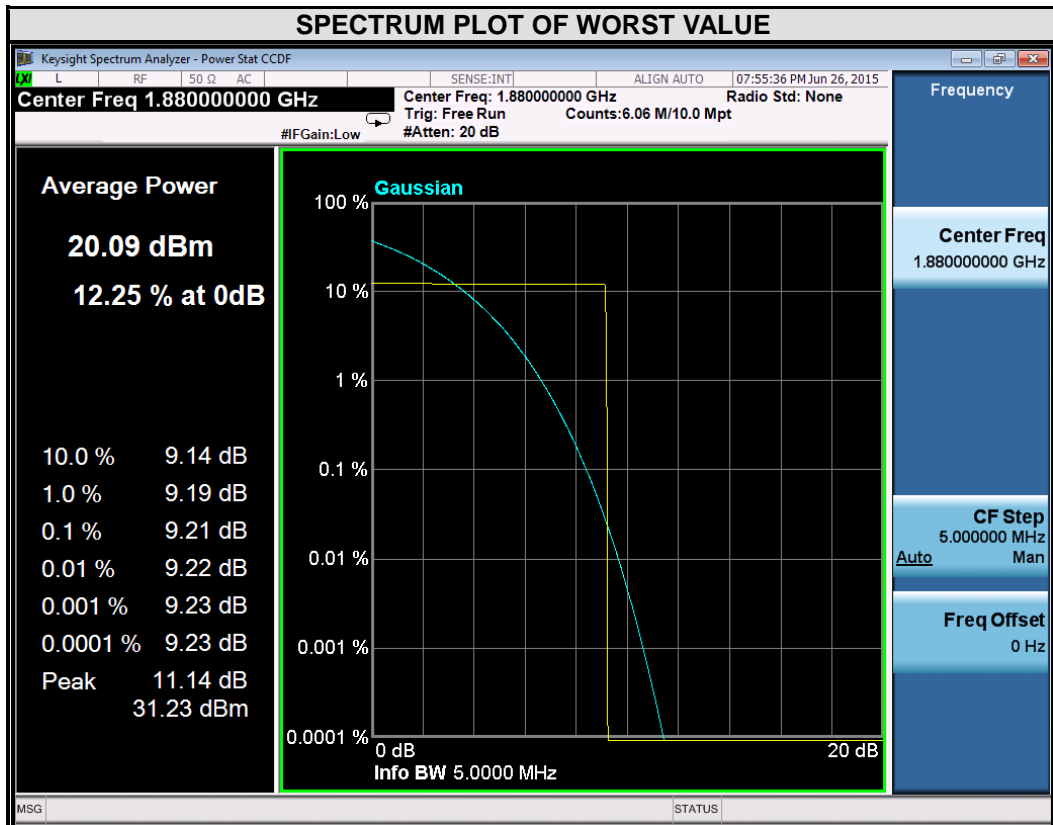 SPECTRUM PLOT OF WORST VALUE
Keysight Spectrum Analyzer - Power Stat CCDF
LXI L RF 50 Ω AC SENSE:INT ALIGN AUTO 07:55:36 PM Jun 26, 2015
Center Freq 1.880000000 GHz
#IFGain:Low
Center Freq: 1.880000000 GHz Radio Std: None
Trig: Free Run Counts:6.06 M/10.0 Mpt
#Atten: 20 dB
Average Power
20.09 dBm
12.25 % at 0dB
10.0 % 9.14 dB
1.0 % 9.19 dB
0.1 % 9.21 dB
0.01 % 9.22 dB
0.001 % 9.23 dB
0.0001 % 9.23 dB
Peak 11.14 dB
31.23 dBm
Gaussian
100 %
10 %
1 %
0.1 %
0.01 %
0.001 %
0.0001 %
0 dB 20 dB
Info BW 5.0000 MHz
Frequency
Center Freq
1.880000000 GHz
CF Step
5.000000 MHz
Auto Man
Freq Offset
0 Hz
MSG STATUS